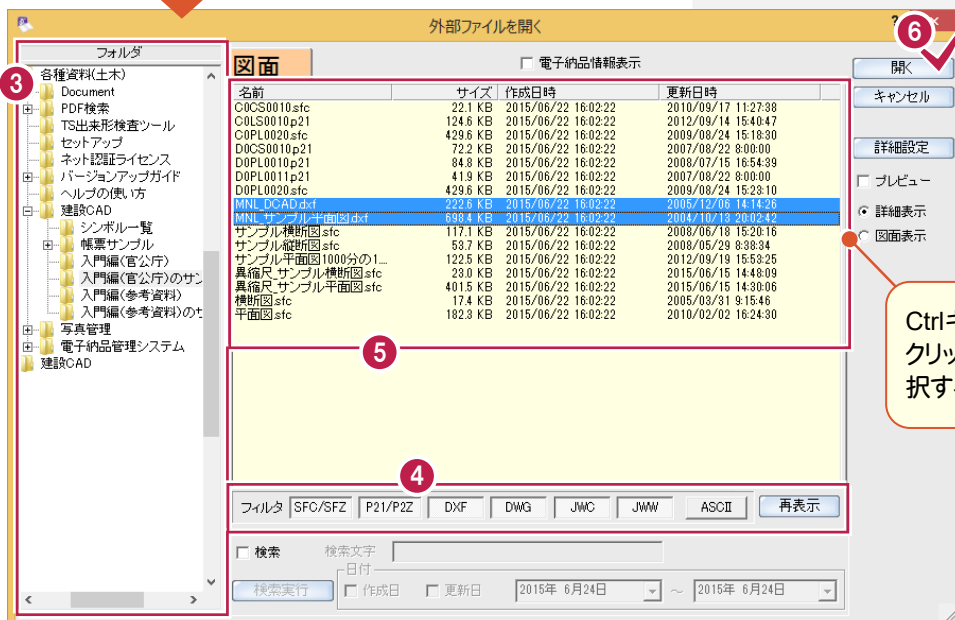 外部ファイルを開く
?
6
3
フォルダ
各種資料(土木)
Document
PDF検索
TS出来形検査ツール
セットアップ
ネット認証ライセンス
バージョンアップガイド
ヘルプの使い方
建設CAD
シンボル一覧
帳票サンプル
入門編(官公庁)
入門編(官公庁)のサン
入門編(参考資料)
入門編(参考資料)のサ
写真管理
電子納品管理システム
建設CAD
図面
電子納品情報表示
名前 サイズ 作成日時 更新日時
C0CS0010.sfc 22.1 KB 2015/06/22 16:02:22 2010/09/17 11:27:38
C0LS0010.p21 124.6 KB 2015/06/22 16:02:22 2012/09/14 15:40:47
C0PL0020.sfc 429.6 KB 2015/06/22 16:02:22 2009/08/24 15:18:30
D0CS0010.p21 72.2 KB 2015/06/22 16:02:22 2007/08/22 8:00:00
D0PL0010.p21 84.8 KB 2015/06/22 16:02:22 2008/07/15 16:54:39
D0PL0011.p21 41.9 KB 2015/06/22 16:02:22 2007/08/22 8:00:00
D0PL0020.sfc 429.6 KB 2015/06/22 16:02:22 2009/08/24 15:23:10
MNL_DCAD.dxf 222.6 KB 2015/06/22 16:02:22 2005/12/06 14:14:26
MNL_サンプル平面図.dxf 698.4 KB 2015/06/22 16:02:22 2004/10/13 20:02:42
サンプル横断図.sfc 117.1 KB 2015/06/22 16:02:22 2008/06/18 15:20:16
サンプル縦断図.sfc 53.7 KB 2015/06/22 16:02:22 2008/05/29 8:38:34
サンプル平面図1000分の1... 122.5 KB 2015/06/22 16:02:22 2012/09/19 15:53:25
異縮尺_サンプル横断図.sfc 23.0 KB 2015/06/22 16:02:22 2015/06/15 14:48:09
異縮尺_サンプル平面図.sfc 401.5 KB 2015/06/22 16:02:22 2015/06/15 14:30:06
横断図.sfc 17.4 KB 2015/06/22 16:02:22 2005/03/31 9:15:46
平面図.sfc 182.3 KB 2015/06/22 16:02:22 2010/02/02 16:24:30
5
4
フィルタ SFC/SFZ P21/P2Z DXF DWG JWC JWW ASCII 再表示
検索 検索文字
日付
検索実行 作成日 更新日 2015年 6月24日 ～ 2015年 6月24日
開く
キャンセル
詳細設定
プレビュー
詳細表示
図面表示
Ctrlキ
クリッ
択す